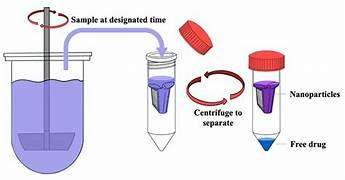 Sample at designated time
Centrifuge to
separate
Nanoparticles
Free drug